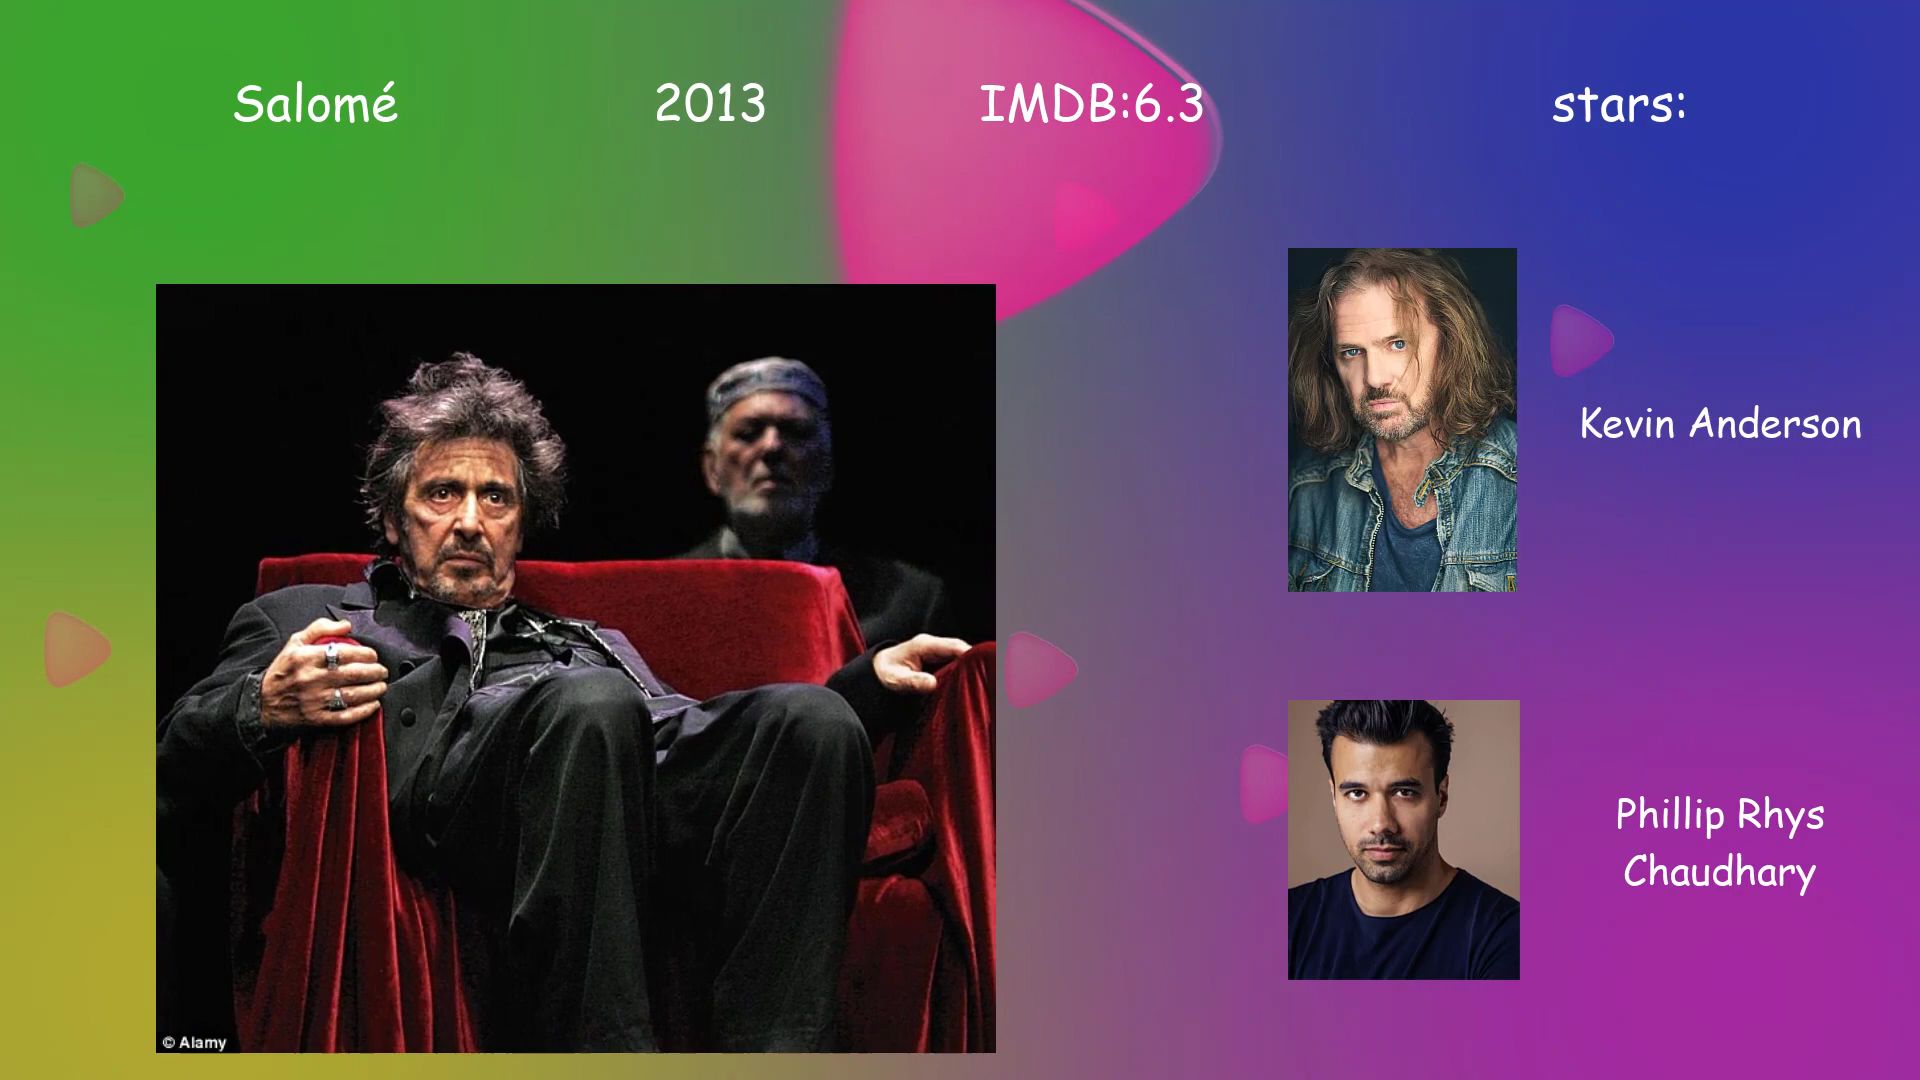 Salomé
2013
IMDB:6.3
stars:
Kevin Anderson
Phillip Rhys
Chaudhary
© Alamy